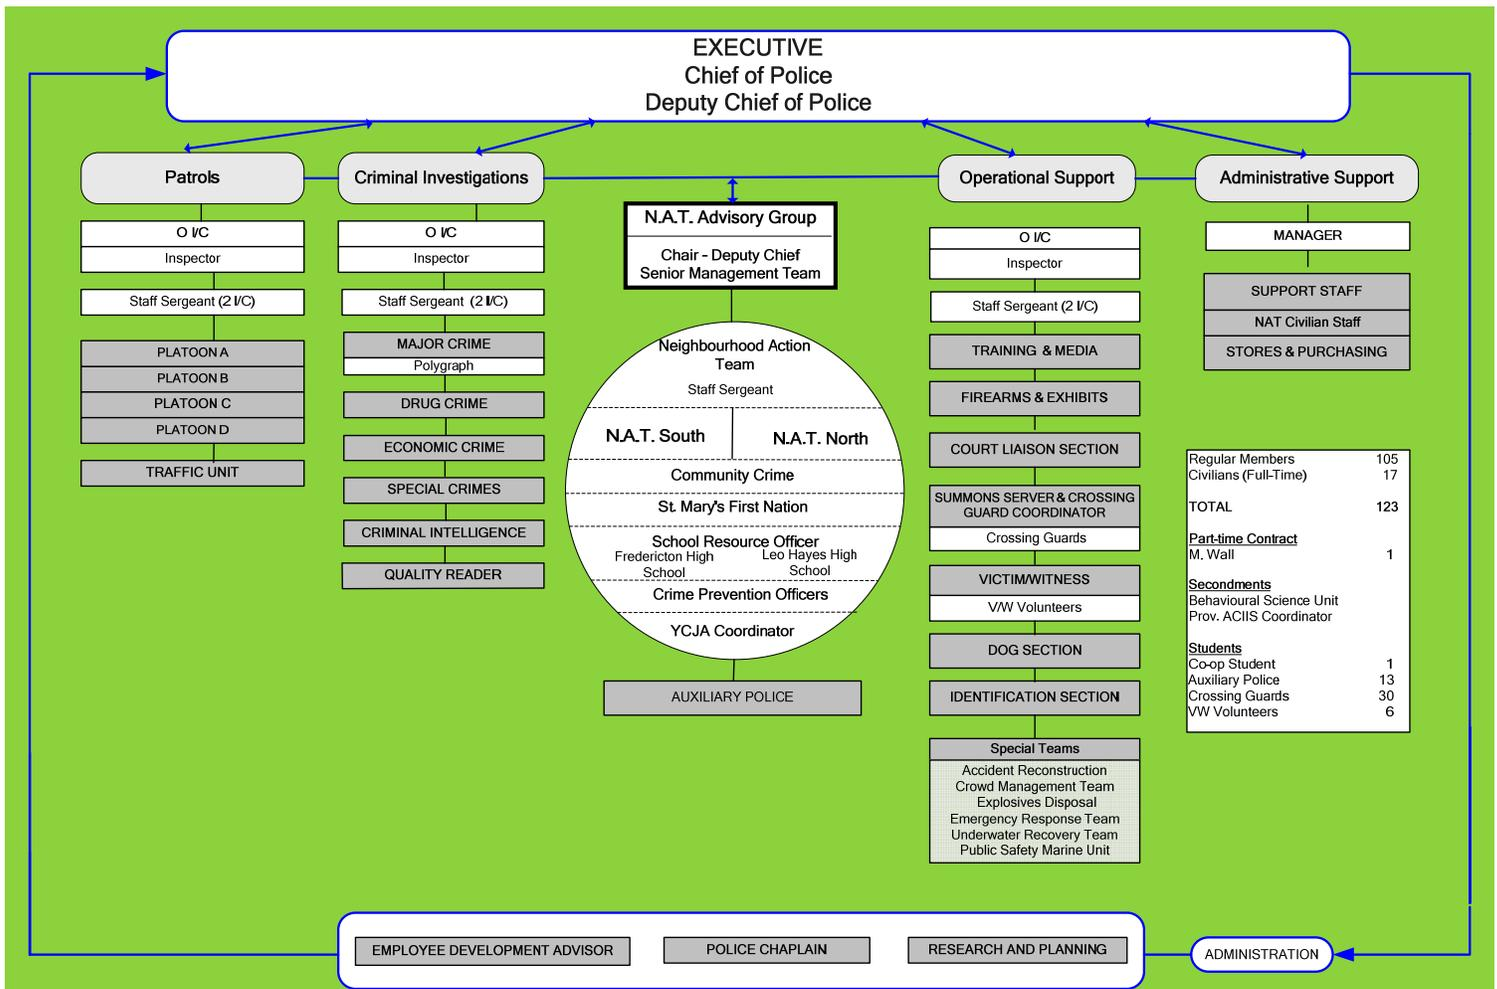 EXECUTIVE
Chief of Police
Deputy Chief of Police
Patrols
O I/C
Inspector
Staff Sergeant (2 I/C)
PLATOON A
PLATOON B
PLATOON C
PLATOON D
TRAFFIC UNIT
Criminal Investigations
O I/C
Inspector
Staff Sergeant (2 I/C)
MAJOR CRIME
Polygraph
DRUG CRIME
ECONOMIC CRIME
SPECIAL CRIMES
CRIMINAL INTELLIGENCE
QUALITY READER
N.A.T. Advisory Group
Chair - Deputy Chief
Senior Management Team
Neighbourhood Action
Team
Staff Sergeant
N.A.T. South
N.A.T. North
Community Crime
St. Mary's First Nation
School Resource Officer
Fredericton High
School
Leo Hayes High
School
Crime Prevention Officers
YCJA Coordinator
AUXILIARY POLICE
Operational Support
O I/C
Inspector
Staff Sergeant (2 I/C)
TRAINING & MEDIA
FIREARMS & EXHIBITS
COURT LIAISON SECTION
SUMMONS SERVER & CROSSING
GUARD COORDINATOR
Crossing Guards
VICTIM/WITNESS
V/W Volunteers
DOG SECTION
IDENTIFICATION SECTION
Special Teams
Accident Reconstruction
Crowd Management Team
Explosives Disposal
Emergency Response Team
Underwater Recovery Team
Public Safety Marine Unit
Administrative Support
MANAGER
SUPPORT STAFF
NAT Civilian Staff
STORES & PURCHASING
Regular Members 105
Civilians (Full-Time) 17
TOTAL 123
Part-time Contract
M. Wall 1
Secondments
Behavioural Science Unit
Prov. ACIIS Coordinator
Students
Co-op Student 1
Auxiliary Police 13
Crossing Guards 30
VW Volunteers 6
EMPLOYEE DEVELOPMENT ADVISOR
POLICE CHAPLAIN
RESEARCH AND PLANNING
ADMINISTRATION